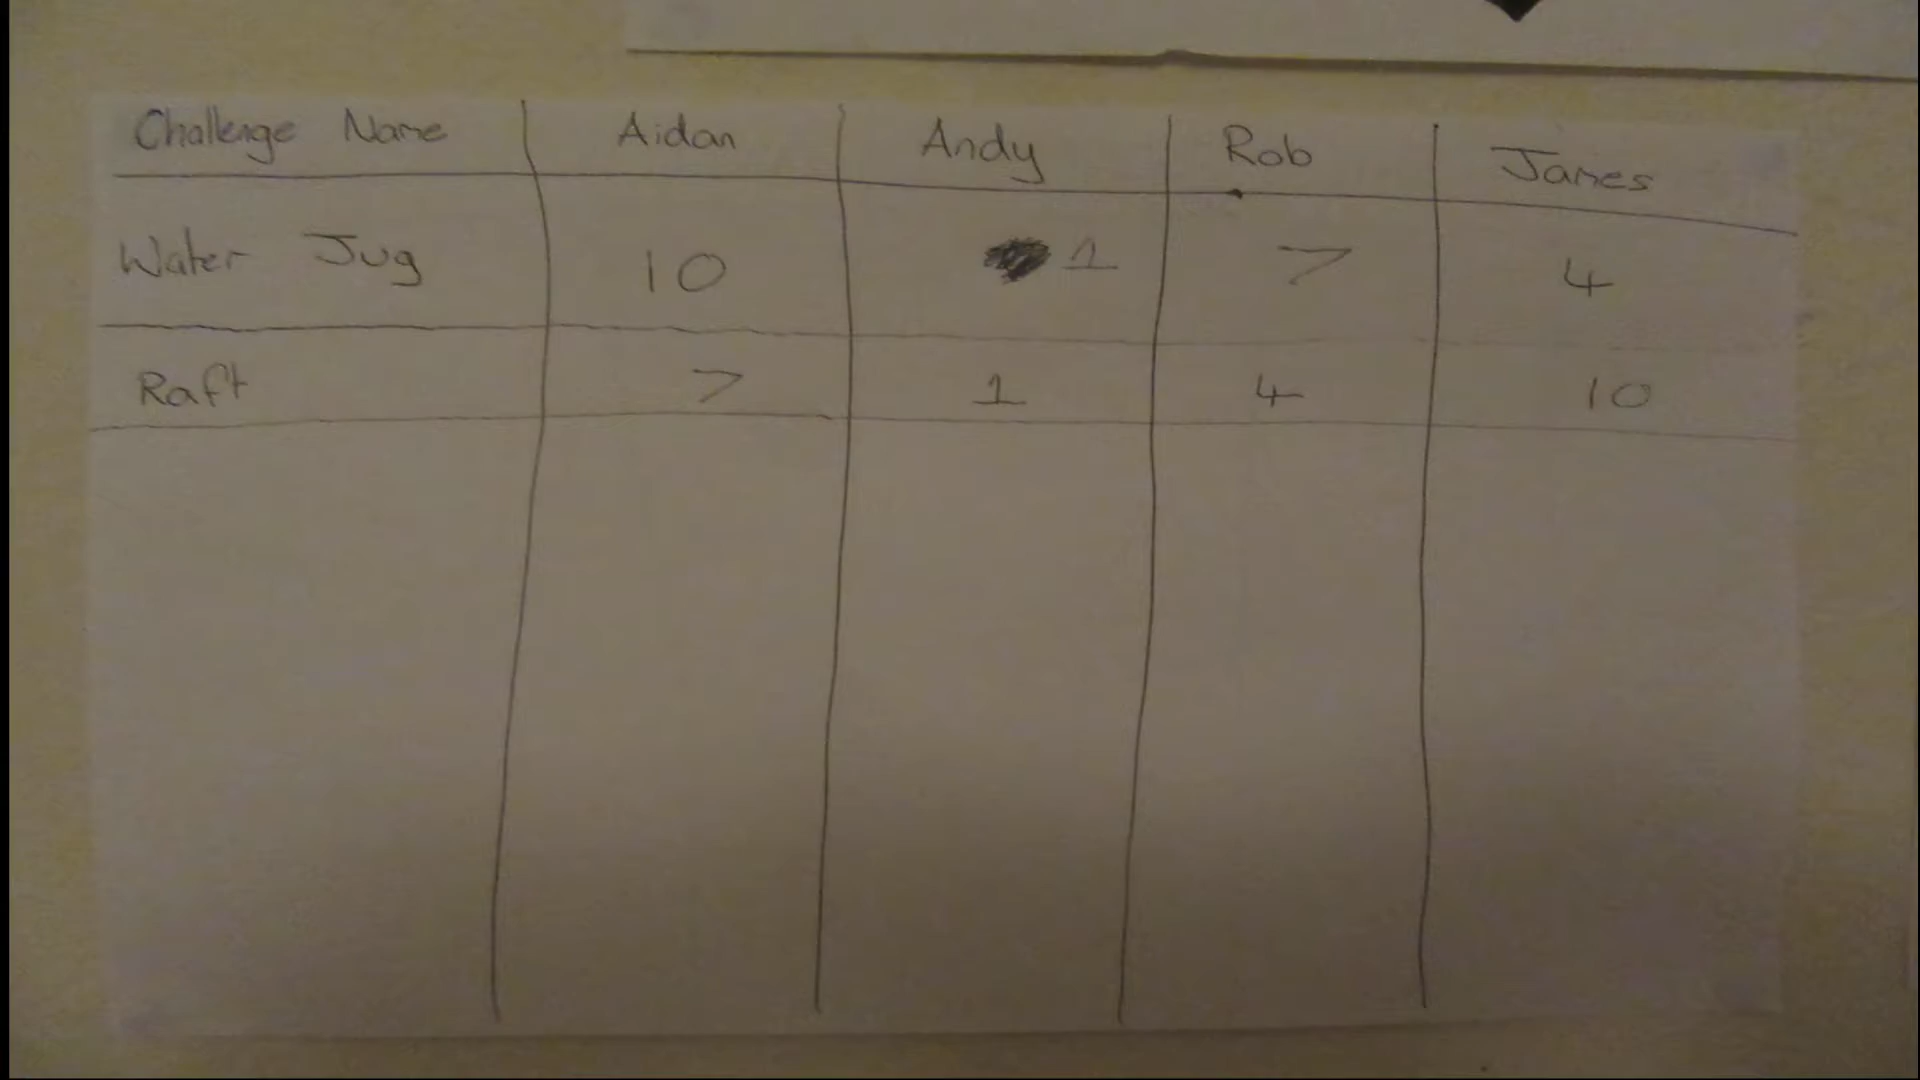 Challenge Name Aidan Andy Rob James
Water Jug 10 1 7 4
Raft 7 1 4 10